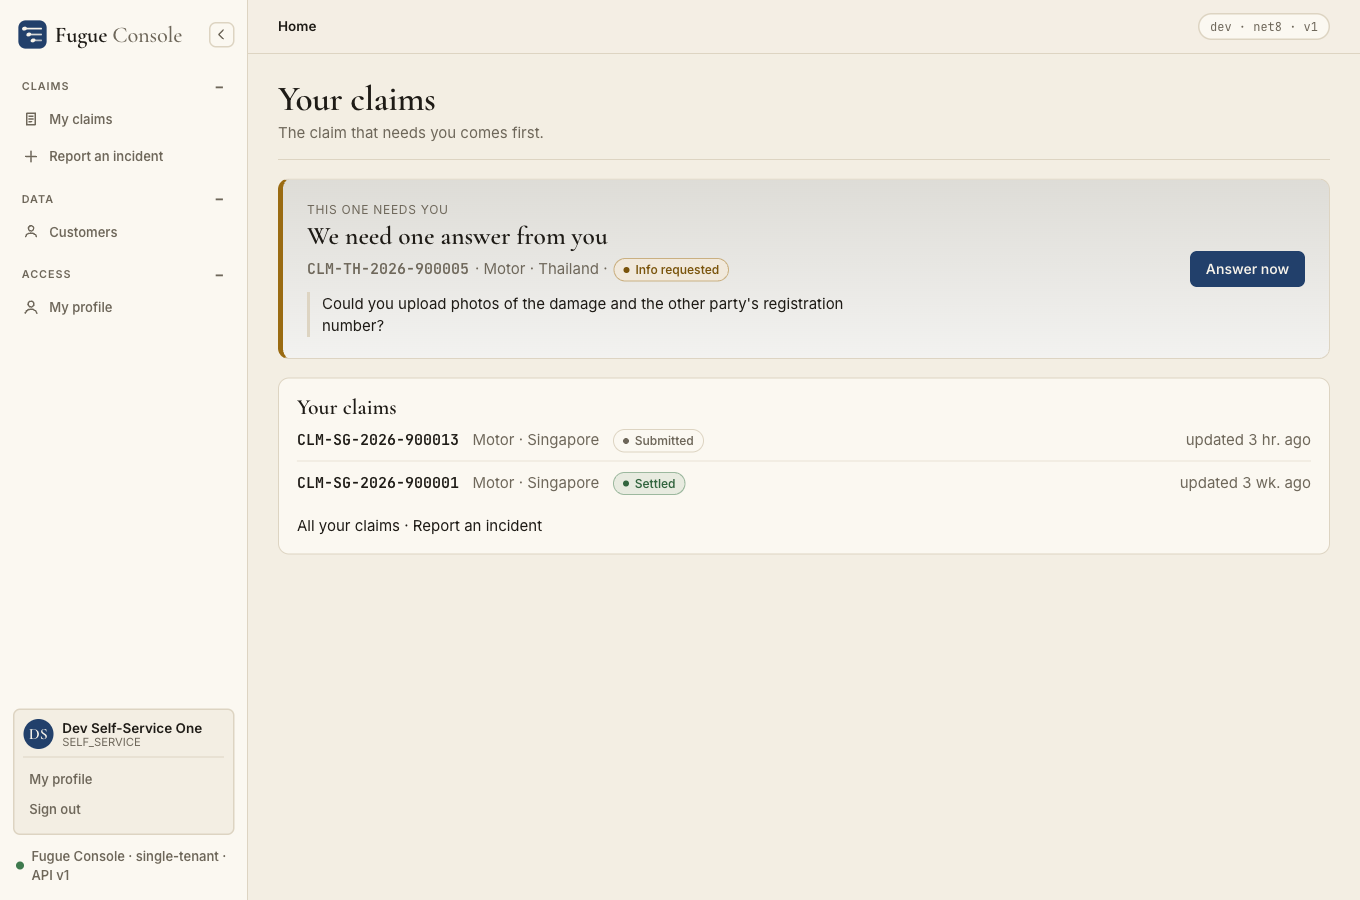 Fugue Console
CLAIMS
My claims
Report an incident
DATA
Customers
ACCESS
My profile
DS
Dev Self-Service One
SELF_SERVICE
My profile
Sign out
Fugue Console · single-tenant ·
API v1
Home
dev · net8 · v1
Your claims
The claim that needs you comes first.
THIS ONE NEEDS YOU
We need one answer from you
CLM-TH-2026-900005 · Motor · Thailand · Info requested
Could you upload photos of the damage and the other party's registration
number?
Answer now
Your claims
CLM-SG-2026-900013 Motor · Singapore Submitted updated 3 hr. ago
CLM-SG-2026-900001 Motor · Singapore Settled updated 3 wk. ago
All your claims · Report an incident